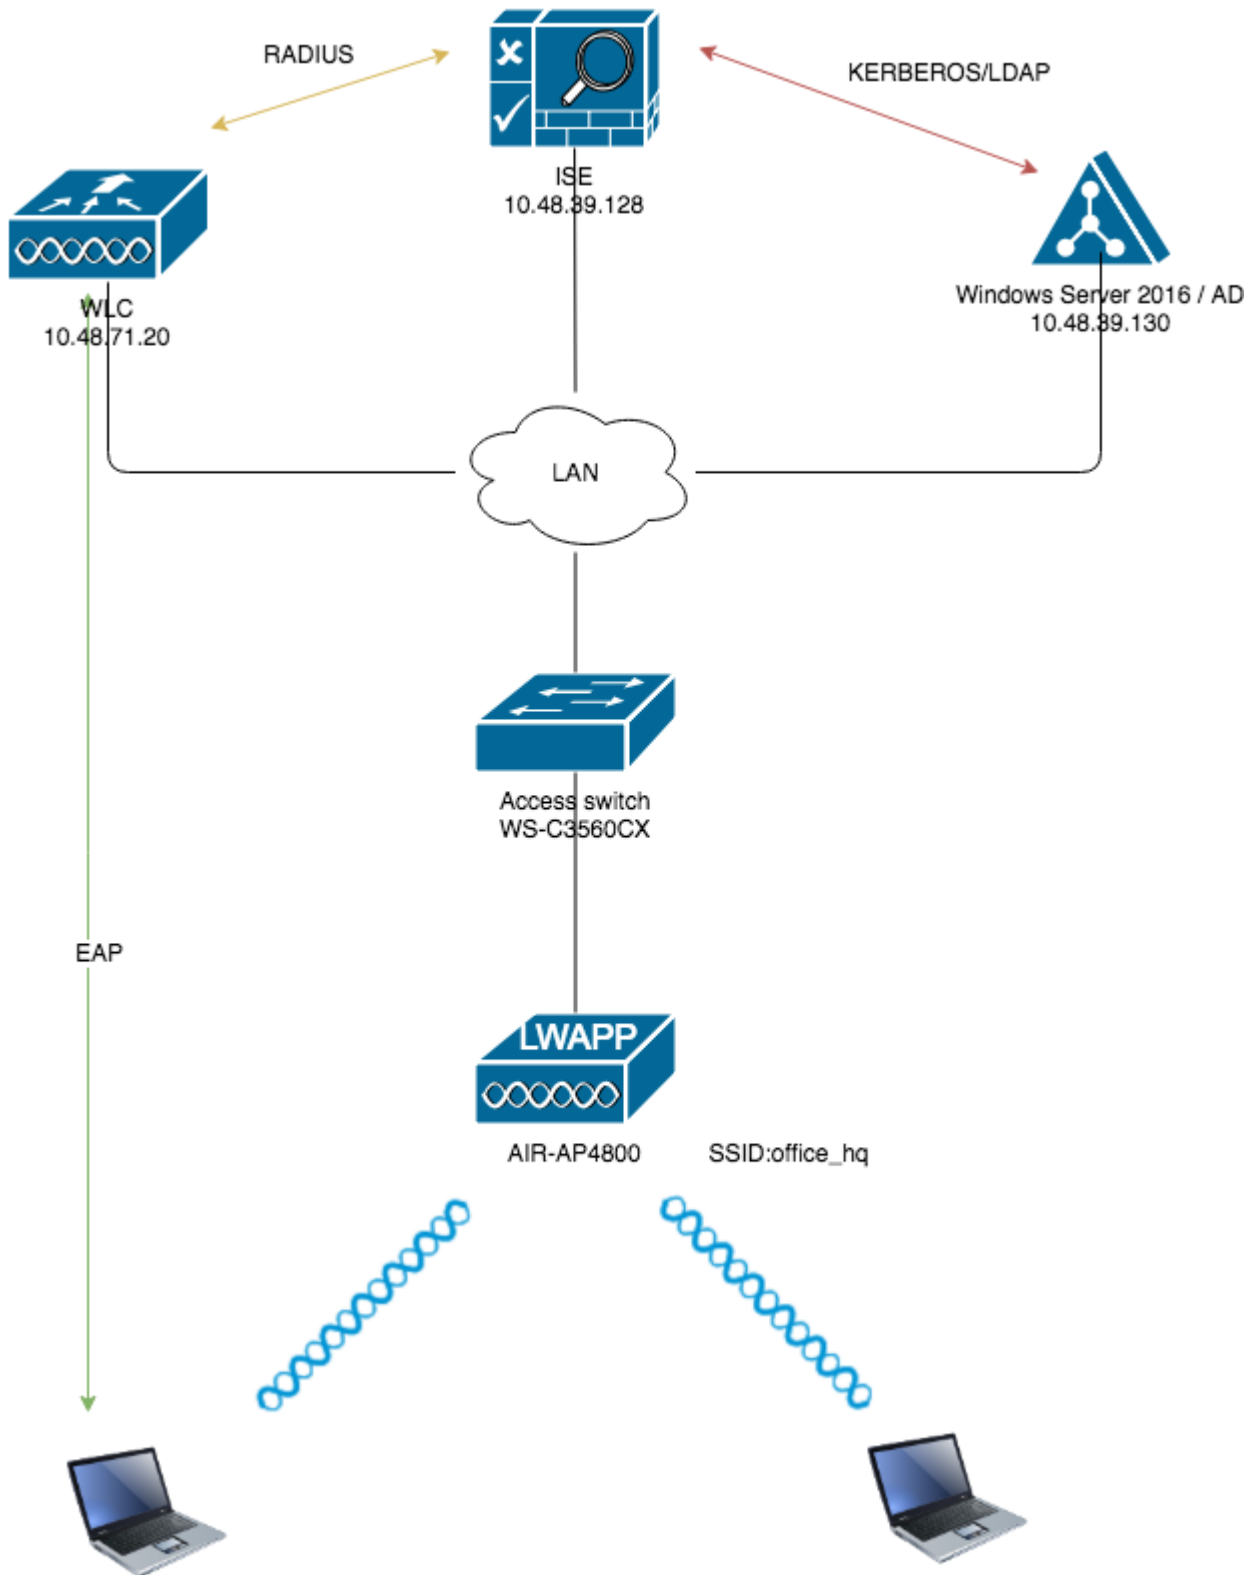 RADIUS
KERBEROS/LDAP
ISE
10.48.39.128
WLC
10.48.71.20
Windows Server 2016 / AD
10.48.39.130
LAN
Access switch
WS-C3560CX
EAP
LWAPP
AIR-AP4800
SSID:office_hq